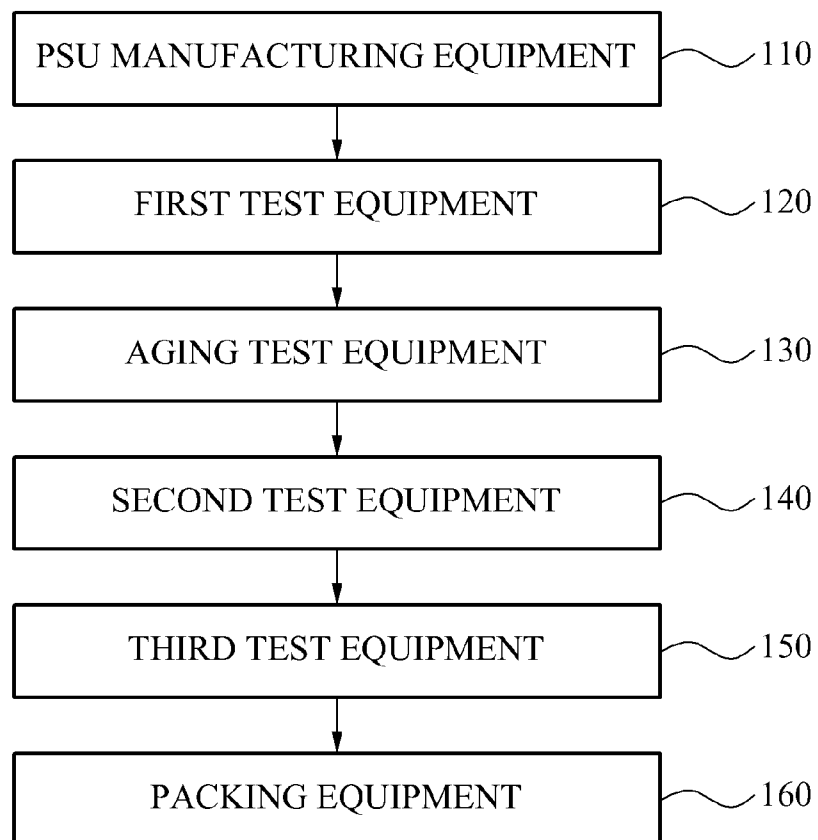 PSU MANUFACTURING EQUIPMENT 110
FIRST TEST EQUIPMENT 120
AGING TEST EQUIPMENT 130
SECOND TEST EQUIPMENT 140
THIRD TEST EQUIPMENT 150
PACKING EQUIPMENT 160